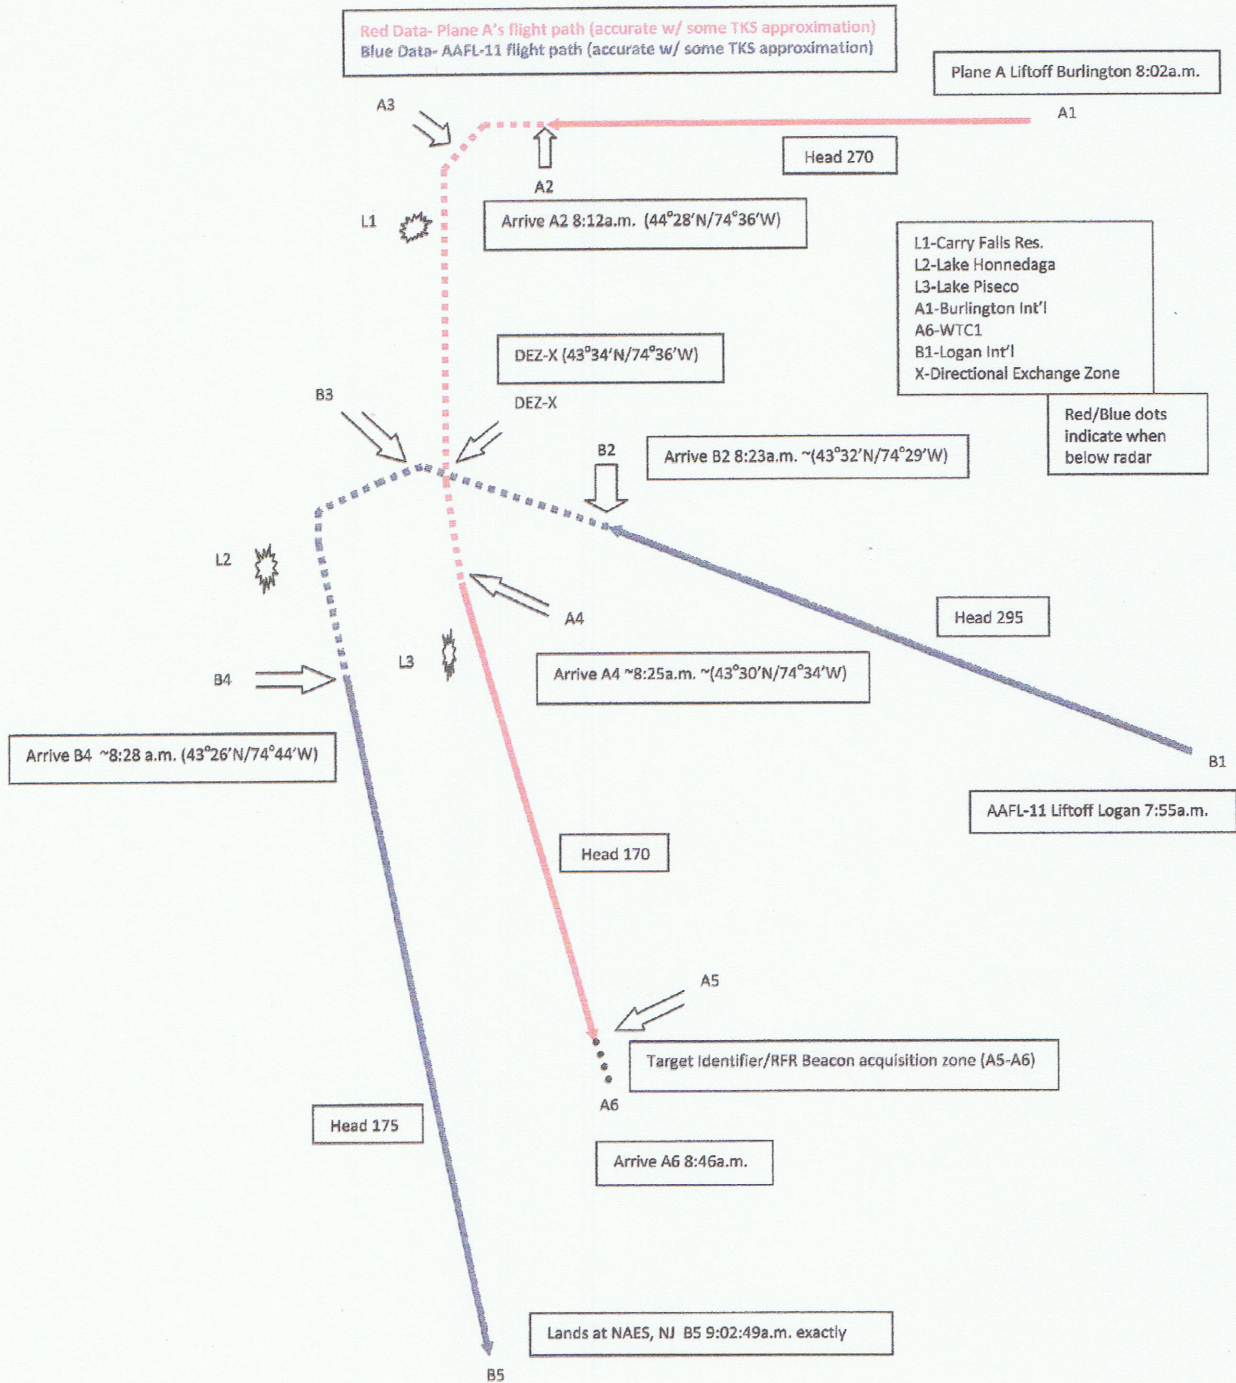 Red Data- Plane A's flight path (accurate w/ some TKS approximation)
Blue Data- AAFL-11 flight path (accurate w/ some TKS approximation)
Plane A Liftoff Burlington 8:02a.m.
A3
A1
Head 270
A2
L1
Arrive A2 8:12a.m. (44°28'N/74°36'W)
L1-Carry Falls Res.
L2-Lake Honnedaga
L3-Lake Piseco
A1-Burlington Int'l
A6-WTC1
B1-Logan Int'l
X-Directional Exchange Zone
DEZ-X (43°34'N/74°36'W)
B3
DEZ-X
Red/Blue dots
indicate when
below radar
B2
Arrive B2 8:23a.m. ~(43°32'N/74°29'W)
L2
Head 295
A4
L3
Arrive A4 ~8:25a.m. ~(43°30'N/74°34'W)
B4
Arrive B4 ~8:28 a.m. (43°26'N/74°44'W)
B1
AAFL-11 Liftoff Logan 7:55a.m.
Head 170
A5
Target Identifier/RFR Beacon acquisition zone (A5-A6)
A6
Head 175
Arrive A6 8:46a.m.
Lands at NAES, NJ B5 9:02:49a.m. exactly
B5